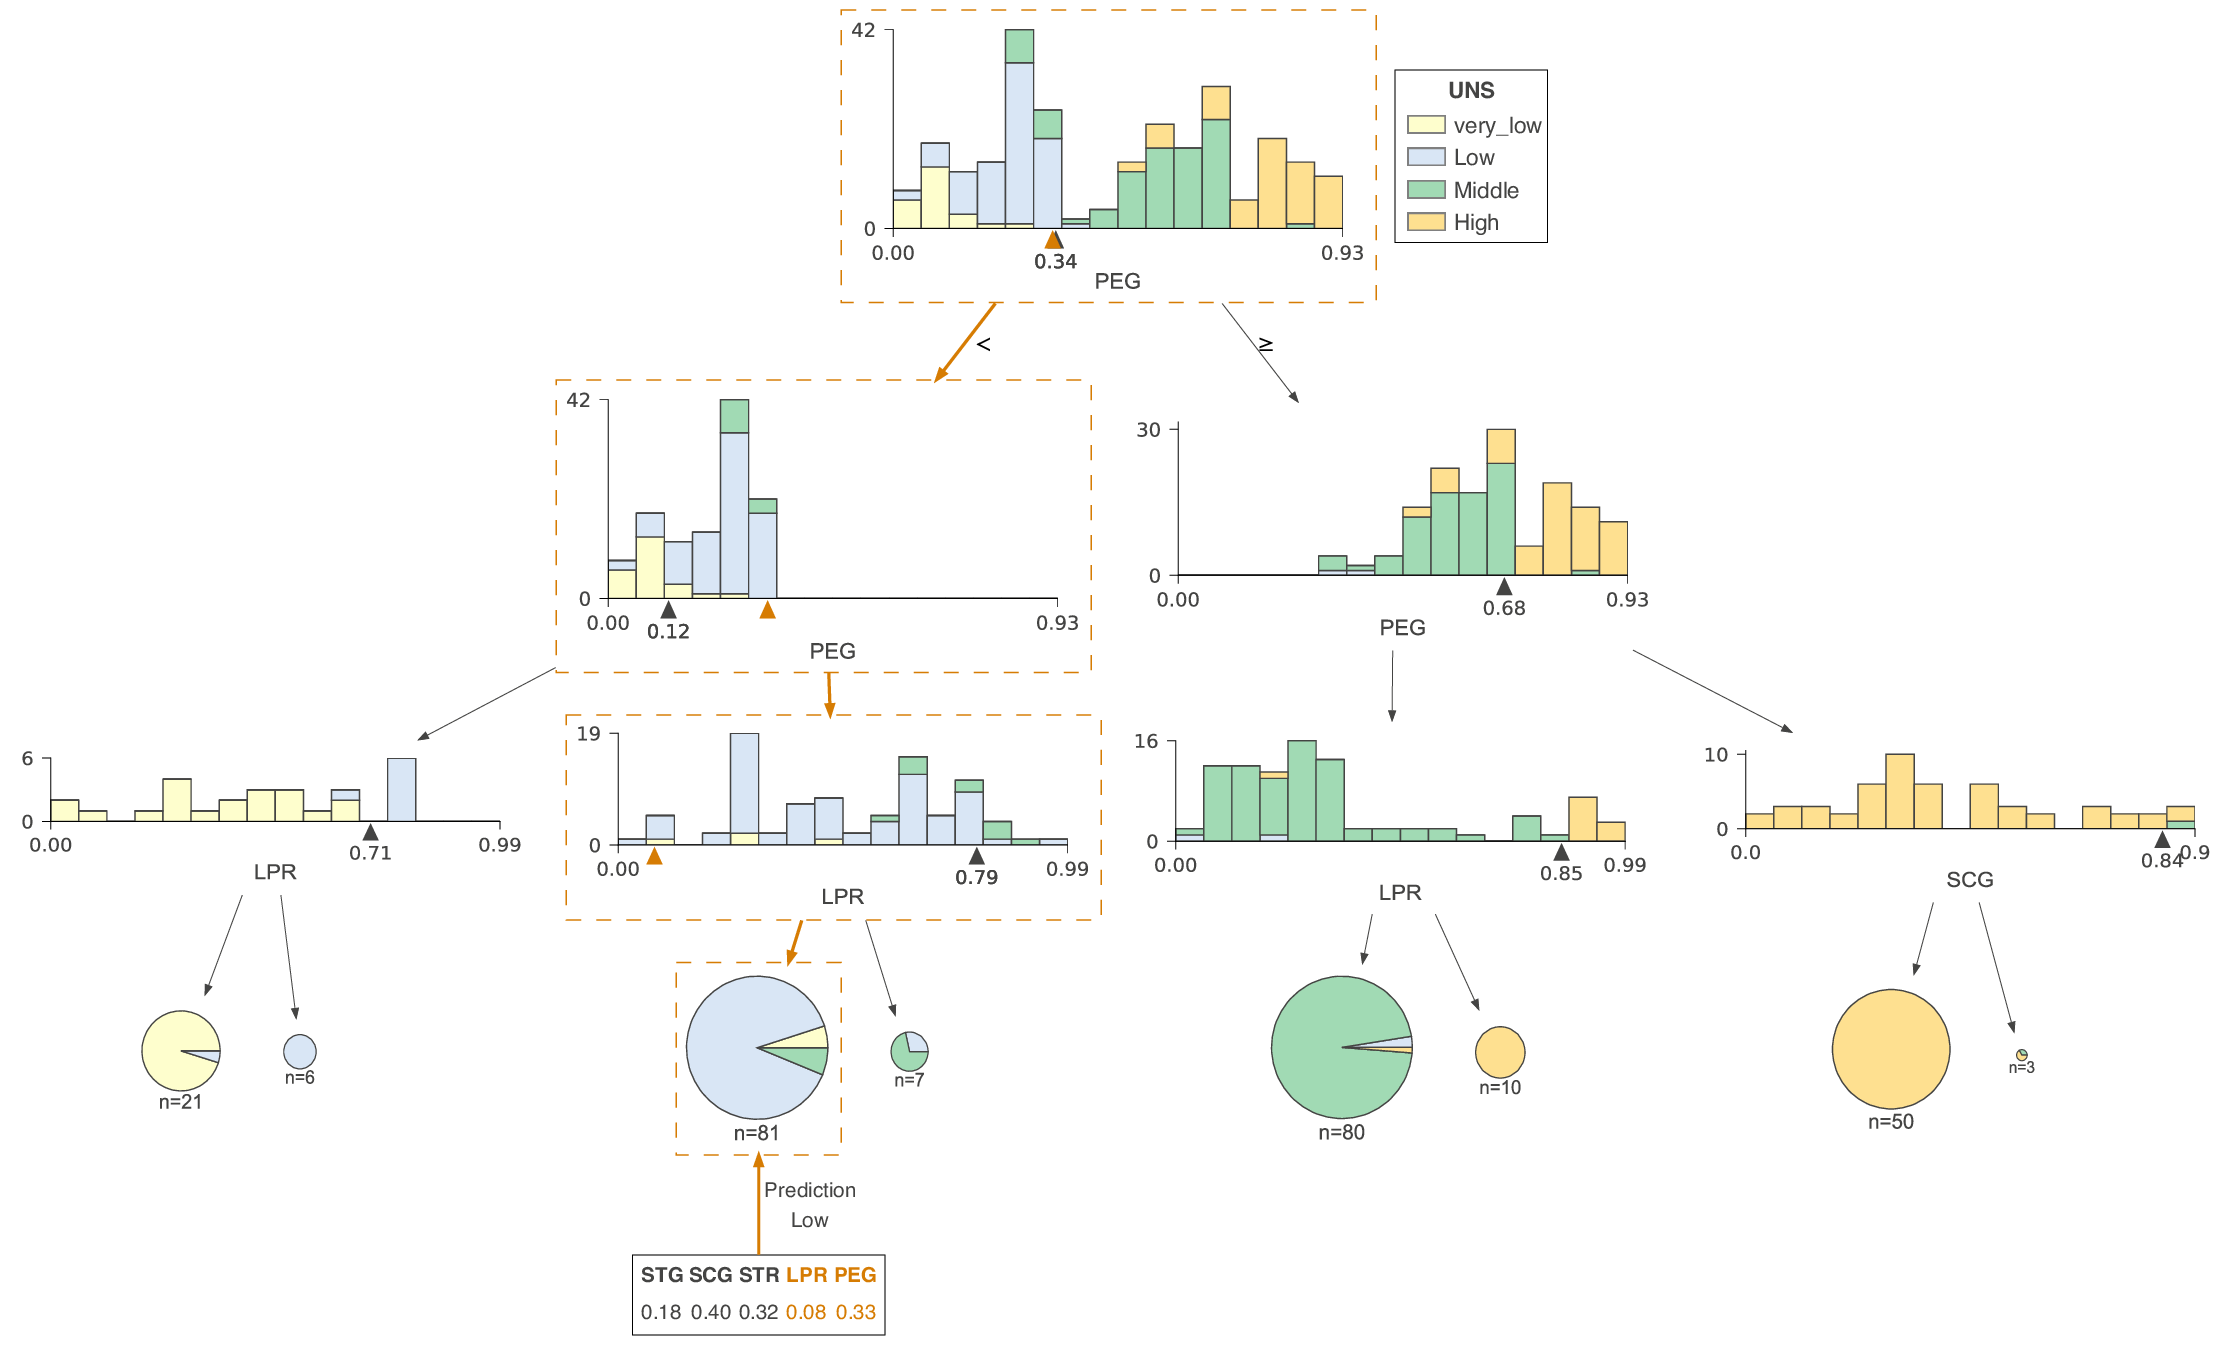 42
0
0.00
0.34
0.93
PEG
UNS
very_low
Low
Middle
High
<
≥
42
0
0.00
0.12
0.93
PEG
30
0
0.00
0.68
0.93
PEG
6
0
0.00
0.71
0.99
LPR
19
0
0.00
0.79
0.99
LPR
16
0
0.00
0.85
0.99
LPR
10
0
0.0
0.84
0.9
SCG
n=21
n=6
n=81
n=7
n=80
n=10
n=50
n=3
Prediction
Low
STG SCG STR LPR PEG
0.18 0.40 0.32 0.08 0.33